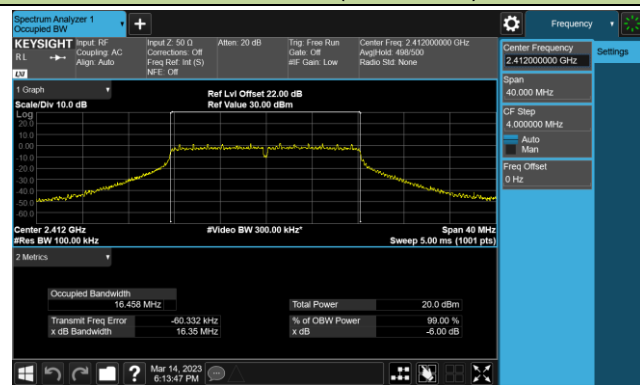 Spectrum Analyzer 1
Occupied BW
Frequency
KEYSIGHT
RL
LXI
Input: RF
Coupling: AC
Align: Auto
Input Z: 50 Ω
Corrections: Off
Freq Ref: Int (S)
NFE: Off
Atten: 20 dB
Trig: Free Run
Gate: Off
#IF Gain: Low
Center Freq: 2.412000000 GHz
Avg|Hold: 498/500
Radio Std: None
Center Frequency
2.412000000 GHz
Settings
Span
40.000 MHz
CF Step
4.000000 MHz
Auto
Man
Freq Offset
0 Hz
1 Graph
Scale/Div 10.0 dB
Ref Lvl Offset 22.00 dB
Ref Value 30.00 dBm
Log
20.0
10.0
0.00
-10.0
-20.0
-30.0
-40.0
-50.0
-60.0
Center 2.412 GHz
#Res BW 100.00 kHz
#Video BW 300.00 kHz*
Span 40 MHz
Sweep 5.00 ms (1001 pts)
2 Metrics
Occupied Bandwidth
16.458 MHz
Total Power 20.0 dBm
Transmit Freq Error -60.332 kHz
% of OBW Power 99.00 %
x dB Bandwidth 16.35 MHz
x dB -6.00 dB
Mar 14, 2023
6:13:47 PM